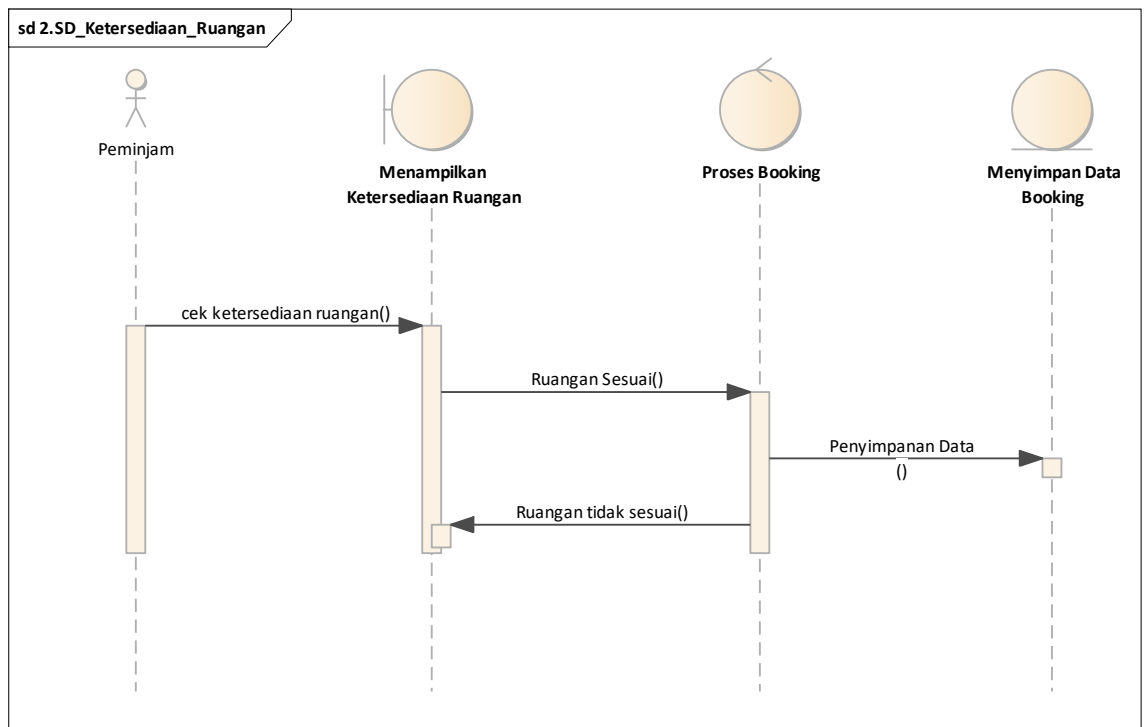 sd 2.SD_Ketersediaan_Ruangan
Peminjam
Menampilkan
Ketersediaan Ruangan
Proses Booking
Menyimpan Data
Booking
cek ketersediaan ruangan()
Ruangan Sesuai()
Penyimpanan Data
()
Ruangan tidak sesuai()